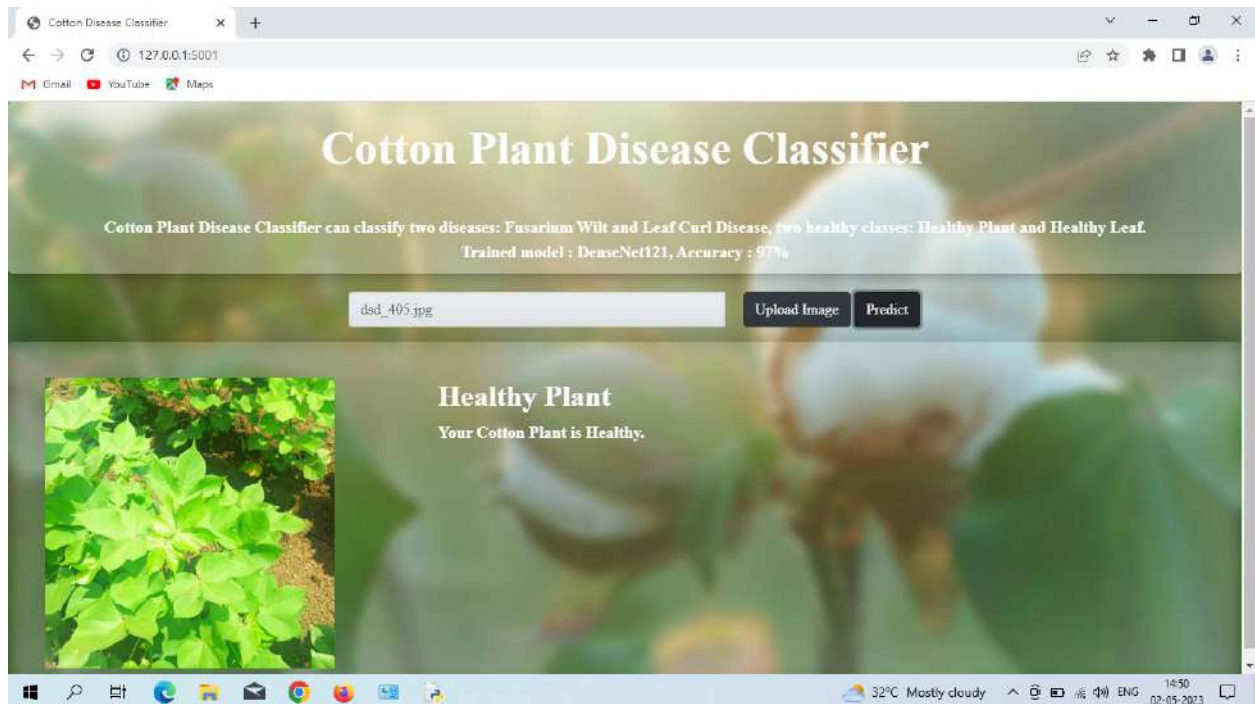 Cotton Disease Classifier
127.0.0.1:5001
Gmail YouTube Maps
Cotton Plant Disease Classifier
Cotton Plant Disease Classifier can classify two diseases: Fusarium Wilt and Leaf Curl Disease, two healthy classes: Healthy Plant and Healthy Leaf.
Trained model : DenseNet121, Accuracy : 97%
dsd_405.jpg Upload Image Predict
Healthy Plant
Your Cotton Plant is Healthy.
32°C Mostly cloudy ENG 14:50
02-05-2023